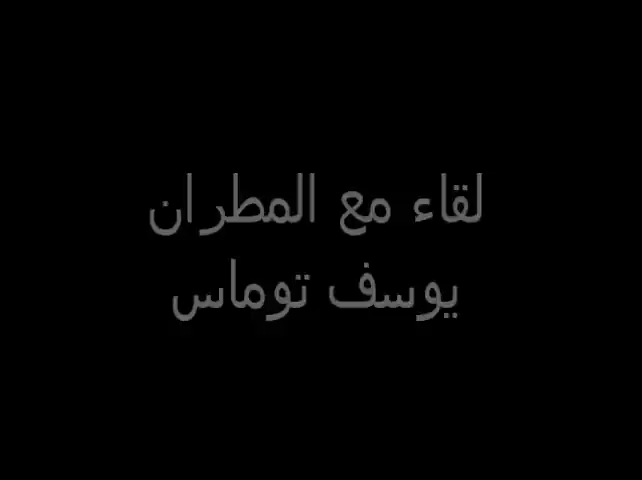 لقاء مع المطران
يوسف توماس